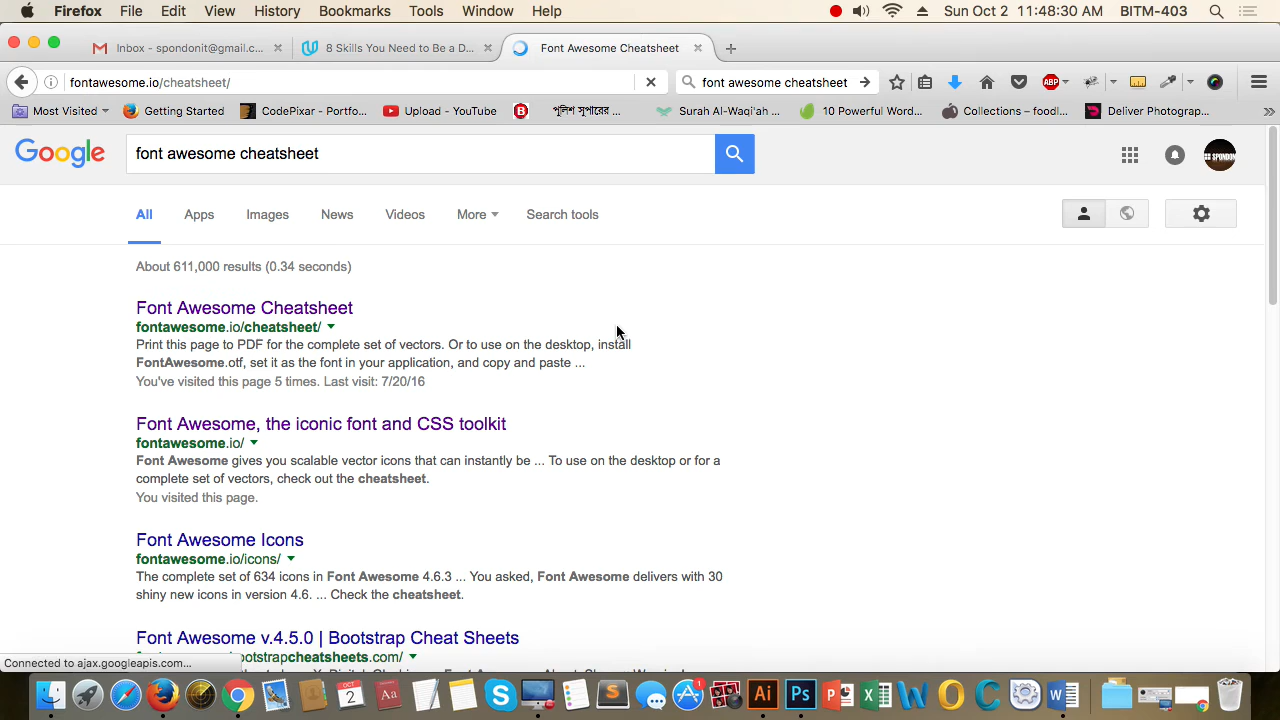 Firefox File Edit View History Bookmarks Tools Window Help Sun Oct 2 11:48:30 AM BITM-403
Inbox - spondonit@gmail.c... 8 Skills You Need to Be a D... Font Awesome Cheatsheet
fontawesome.io/cheatsheet/ font awesome cheatsheet ABP
Most Visited Getting Started CodePixar - Portfo... Upload - YouTube B পুলিশ সুপারের ... Surah Al-Waqi'ah ... 10 Powerful Word... Collections – foodl... Deliver Photograp...
Google font awesome cheatsheet SPONDON
All Apps Images News Videos More Search tools
About 611,000 results (0.34 seconds)
Font Awesome Cheatsheet
fontawesome.io/cheatsheet/
Print this page to PDF for the complete set of vectors. Or to use on the desktop, install
FontAwesome.otf, set it as the font in your application, and copy and paste ...
You've visited this page 5 times. Last visit: 7/20/16
Font Awesome, the iconic font and CSS toolkit
fontawesome.io/
Font Awesome gives you scalable vector icons that can instantly be ... To use on the desktop or for a
complete set of vectors, check out the cheatsheet.
You visited this page.
Font Awesome Icons
fontawesome.io/icons/
The complete set of 634 icons in Font Awesome 4.6.3 ... You asked, Font Awesome delivers with 30
shiny new icons in version 4.6. ... Check the cheatsheet.
Font Awesome v.4.5.0 | Bootstrap Cheat Sheets
ootstrapcheatsheets.com/
Connected to ajax.googleapis.com...
OCT 2 Aa S 1 Ai Ps P X W O C W